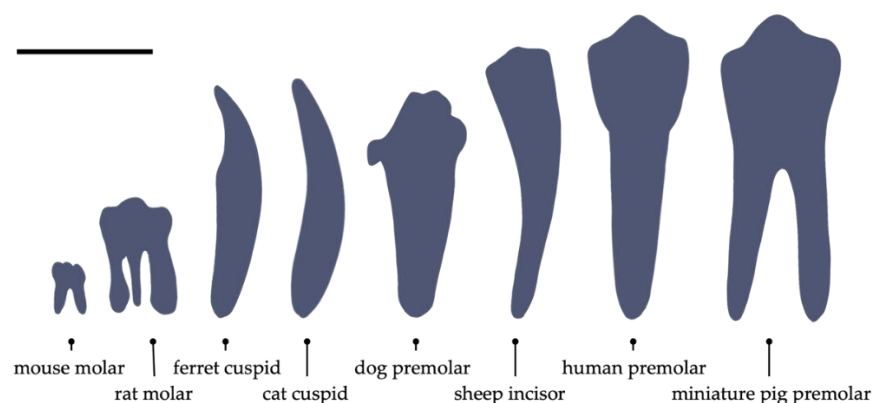 mouse molar
rat molar
ferret cuspid
cat cuspid
dog premolar
sheep incisor
human premolar
miniature pig premolar